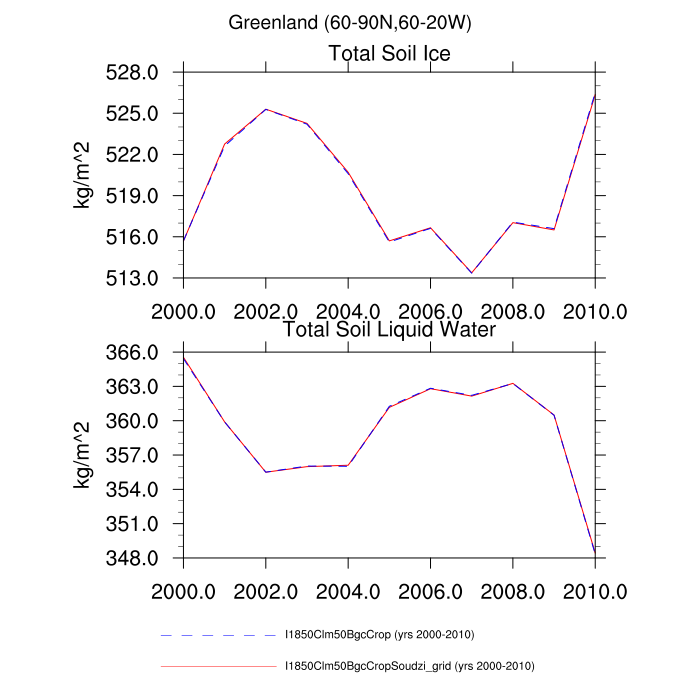 Greenland (60-90N,60-20W)
Total Soil Ice
528.0
525.0
522.0
519.0
516.0
513.0
kg/m^2
2000.0 2002.0 2004.0 2006.0 2008.0 2010.0
Total Soil Liquid Water
366.0
363.0
360.0
357.0
354.0
351.0
348.0
kg/m^2
2000.0 2002.0 2004.0 2006.0 2008.0 2010.0
I1850Clm50BgcCrop (yrs 2000-2010)
I1850Clm50BgcCropSoudzi_grid (yrs 2000-2010)